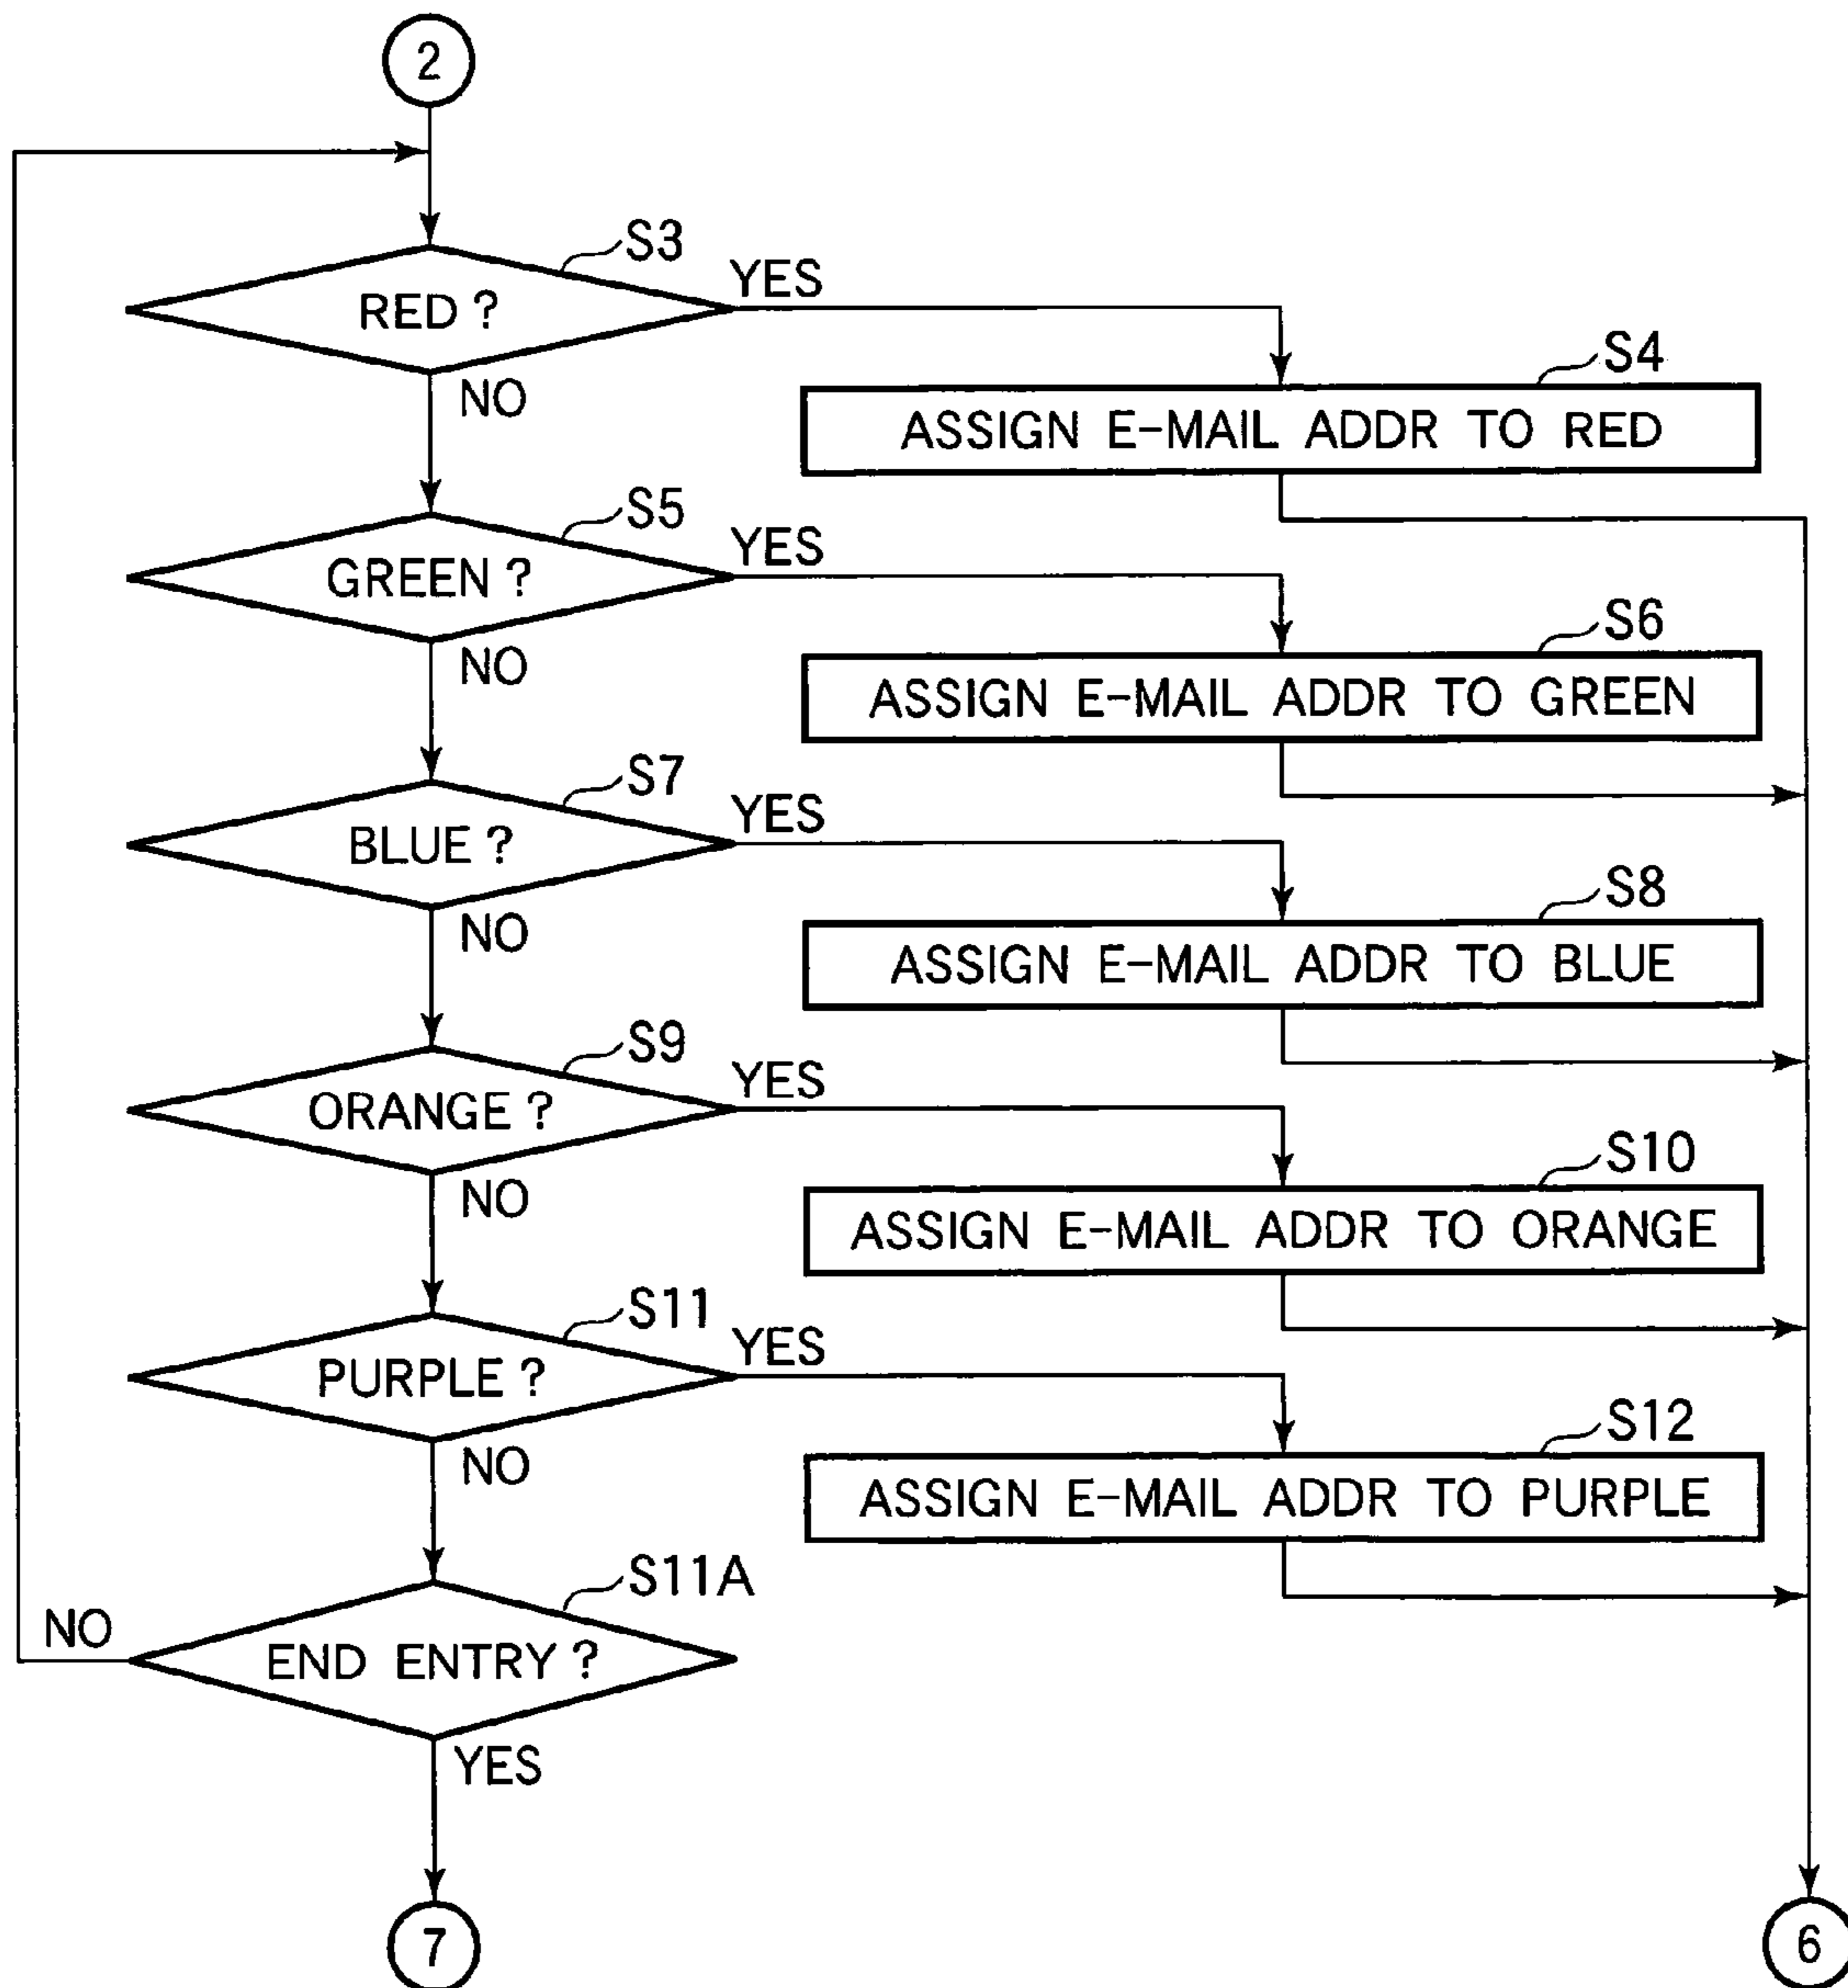 2
S3
RED ?
YES
NO
S4
ASSIGN E-MAIL ADDR TO RED
S5
GREEN ?
YES
NO
S6
ASSIGN E-MAIL ADDR TO GREEN
S7
BLUE ?
YES
NO
S8
ASSIGN E-MAIL ADDR TO BLUE
S9
ORANGE ?
YES
NO
S10
ASSIGN E-MAIL ADDR TO ORANGE
S11
PURPLE ?
YES
NO
S12
ASSIGN E-MAIL ADDR TO PURPLE
S11A
NO
END ENTRY ?
YES
7
6